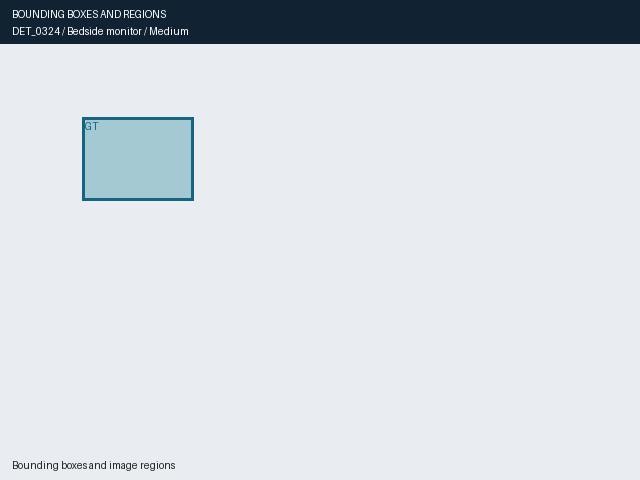 BOUNDING BOXES AND REGIONS
DET_0324 / Bedside monitor / Medium
GT
Bounding boxes and image regions